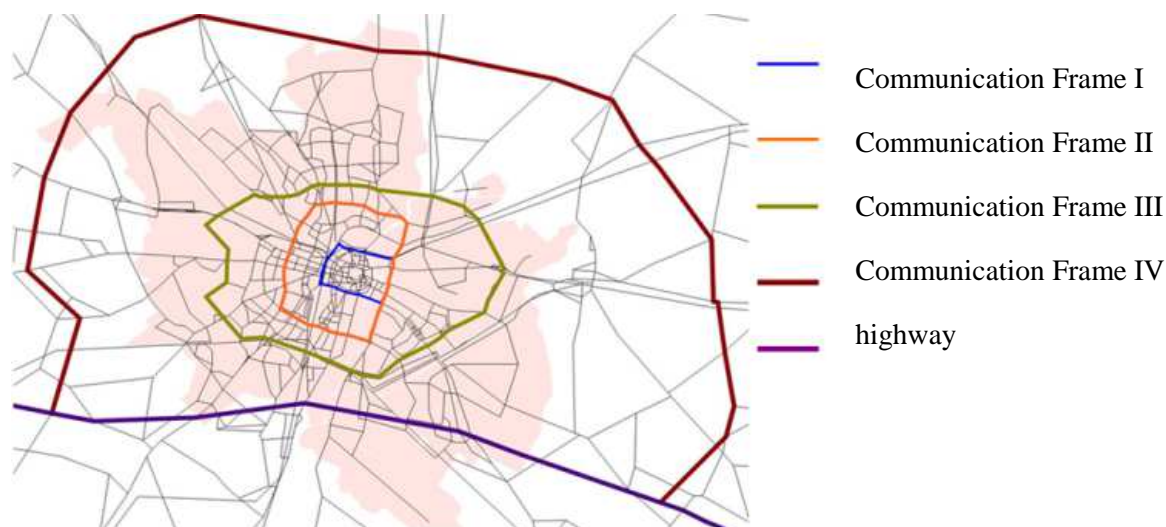 Communication Frame I
Communication Frame II
Communication Frame III
Communication Frame IV
highway